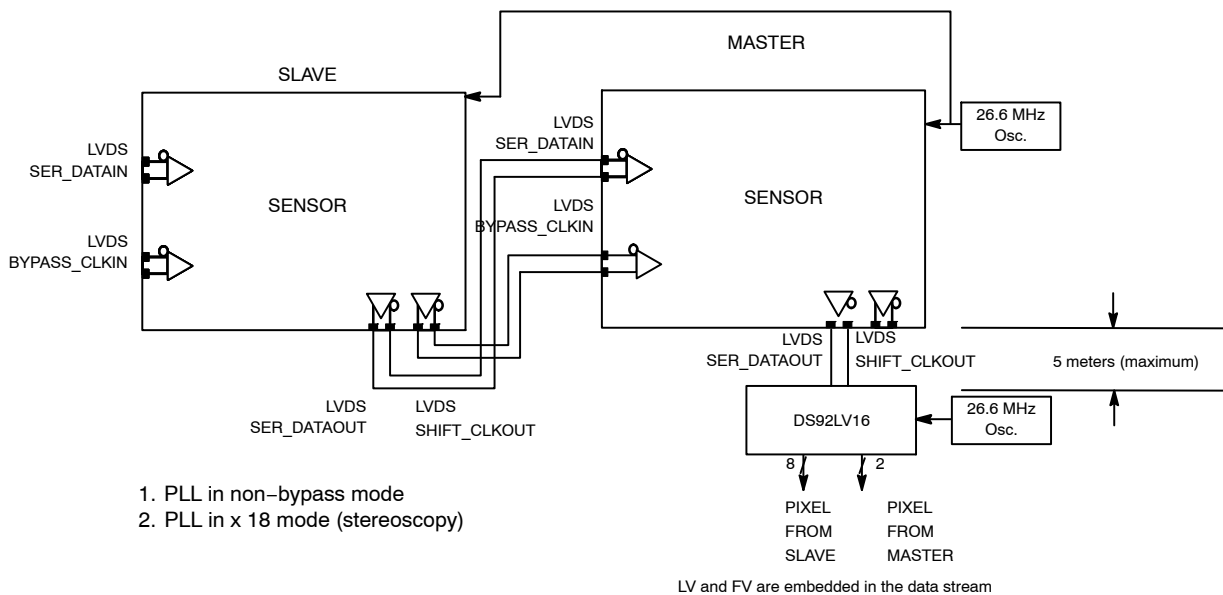 MASTER
SLAVE
26.6 MHz
Osc.
LVDS
SER_DATAIN
LVDS
SER_DATAIN
SENSOR
SENSOR
LVDS
BYPASS_CLKIN
LVDS
BYPASS_CLKIN
LVDS
SER_DATAOUT
LVDS
SHIFT_CLKOUT
5 meters (maximum)
LVDS
SER_DATAOUT
LVDS
SHIFT_CLKOUT
DS92LV16
26.6 MHz
Osc.
8
2
1. PLL in non−bypass mode
2. PLL in x 18 mode (stereoscopy)
PIXEL
FROM
SLAVE
PIXEL
FROM
MASTER
LV and FV are embedded in the data stream